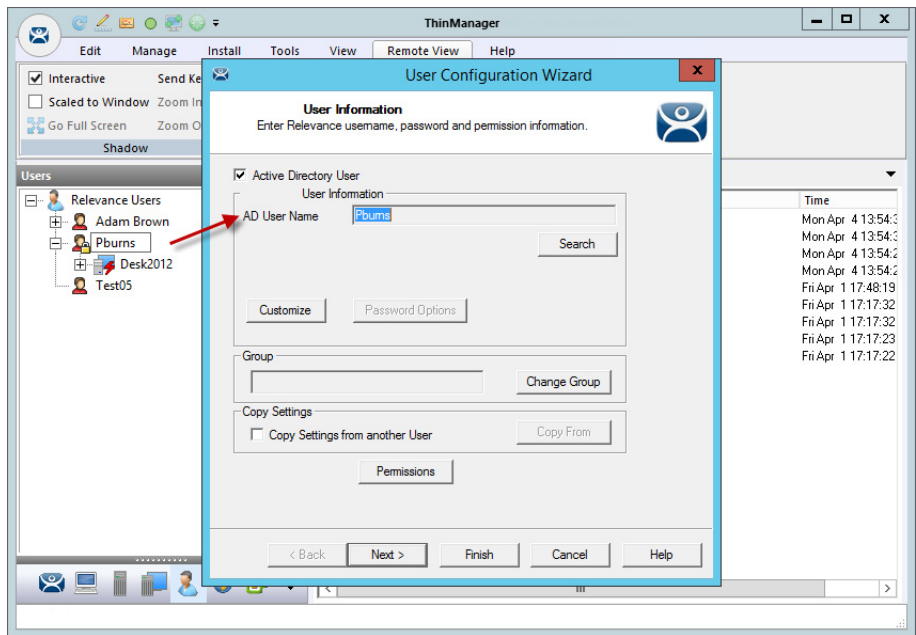 ThinManager
Edit Manage Install Tools View Remote View Help
Interactive Send Ke
Scaled to Window Zoom In
Go Full Screen Zoom O
Shadow
User Configuration Wizard
User Information
Enter Relevance username, password and permission information.
Users
Relevance Users
Adam Brown
Pburns
Desk2012
Test05
Active Directory User
User Information
AD User Name Pburns
Search
Customize Password Options
Group
Change Group
Copy Settings
Copy Settings from another User Copy From
Permissions
< Back Next > Finish Cancel Help
Time
Mon Apr 4 13:54:3
Mon Apr 4 13:54:3
Mon Apr 4 13:54:2
Mon Apr 4 13:54:2
Fri Apr 1 17:48:19
Fri Apr 1 17:17:32
Fri Apr 1 17:17:32
Fri Apr 1 17:17:23
Fri Apr 1 17:17:22